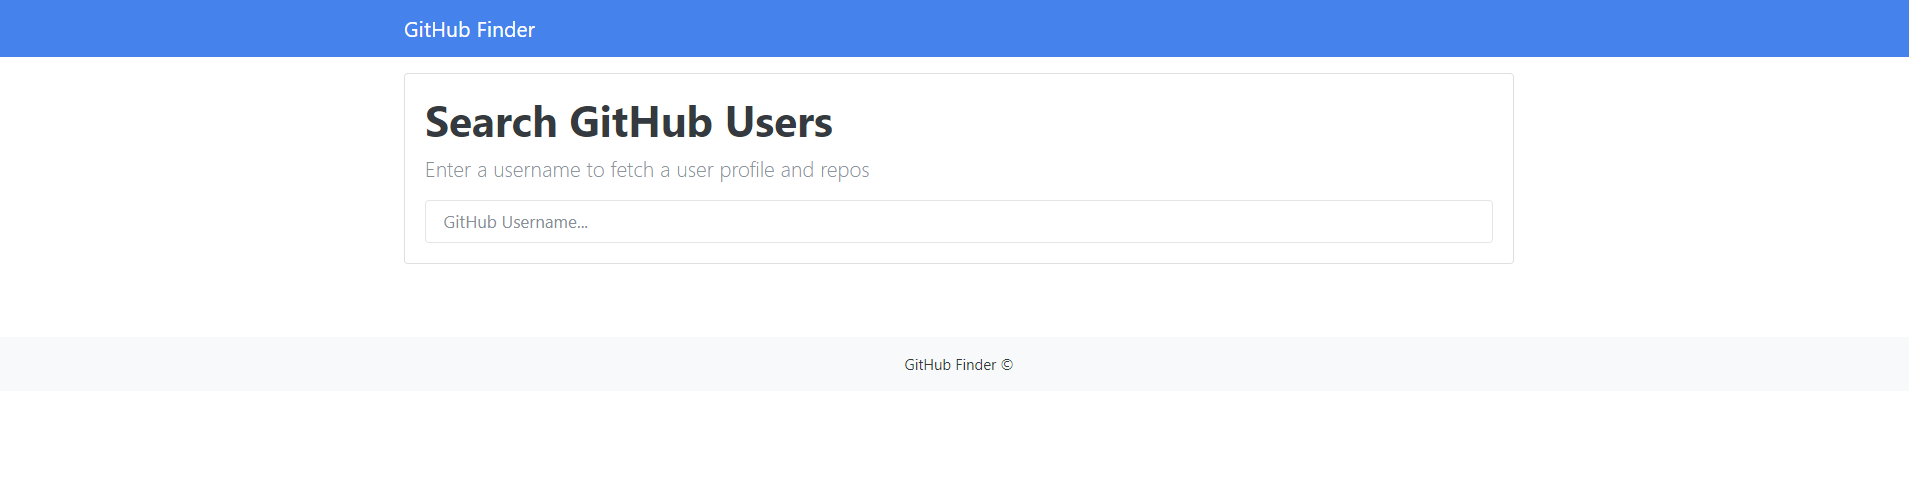 GitHub Finder
Search GitHub Users
Enter a username to fetch a user profile and repos
GitHub Username...
GitHub Finder ©